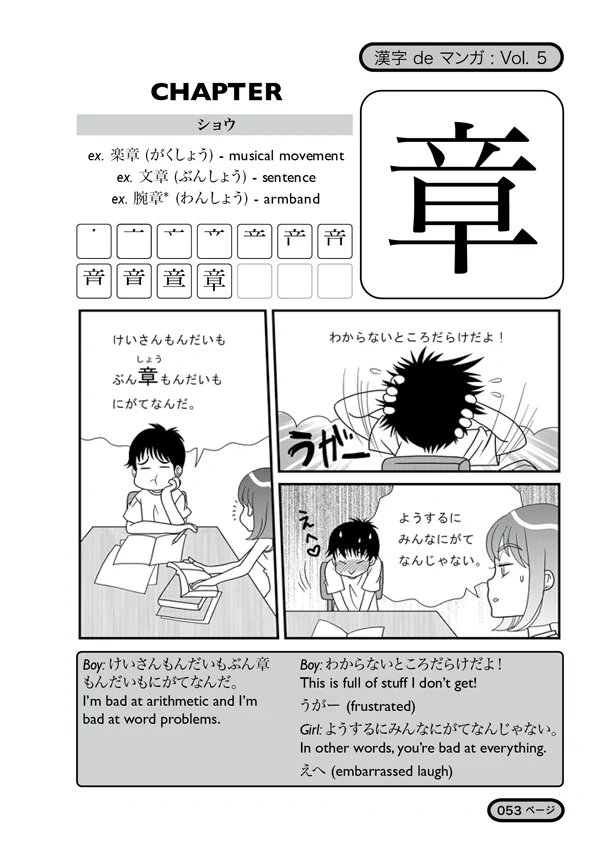 漢字 de マンガ : Vol. 5
CHAPTER
ショウ
ex. 楽章 (がくしょう) - musical movement
ex. 文章 (ぶんしょう) - sentence
ex. 腕章* (わんしょう) - armband
章
章
けいさんもんだいも
しょう
ぶん章もんだいも
にがてなんだ。
わからないところだらけだよ！
うがー
えへ♡
ようするに
みんなにがて
なんじゃない。
Boy: けいさんもんだいもぶん章
もんだいもにがてなんだ。
I'm bad at arithmetic and I'm
bad at word problems.
Boy: わからないところだらけだよ！
This is full of stuff I don't get!
うがー (frustrated)
Girl: ようするにみんなにがてなんじゃない。
In other words, you're bad at everything.
えへ (embarrassed laugh)
053 ページ